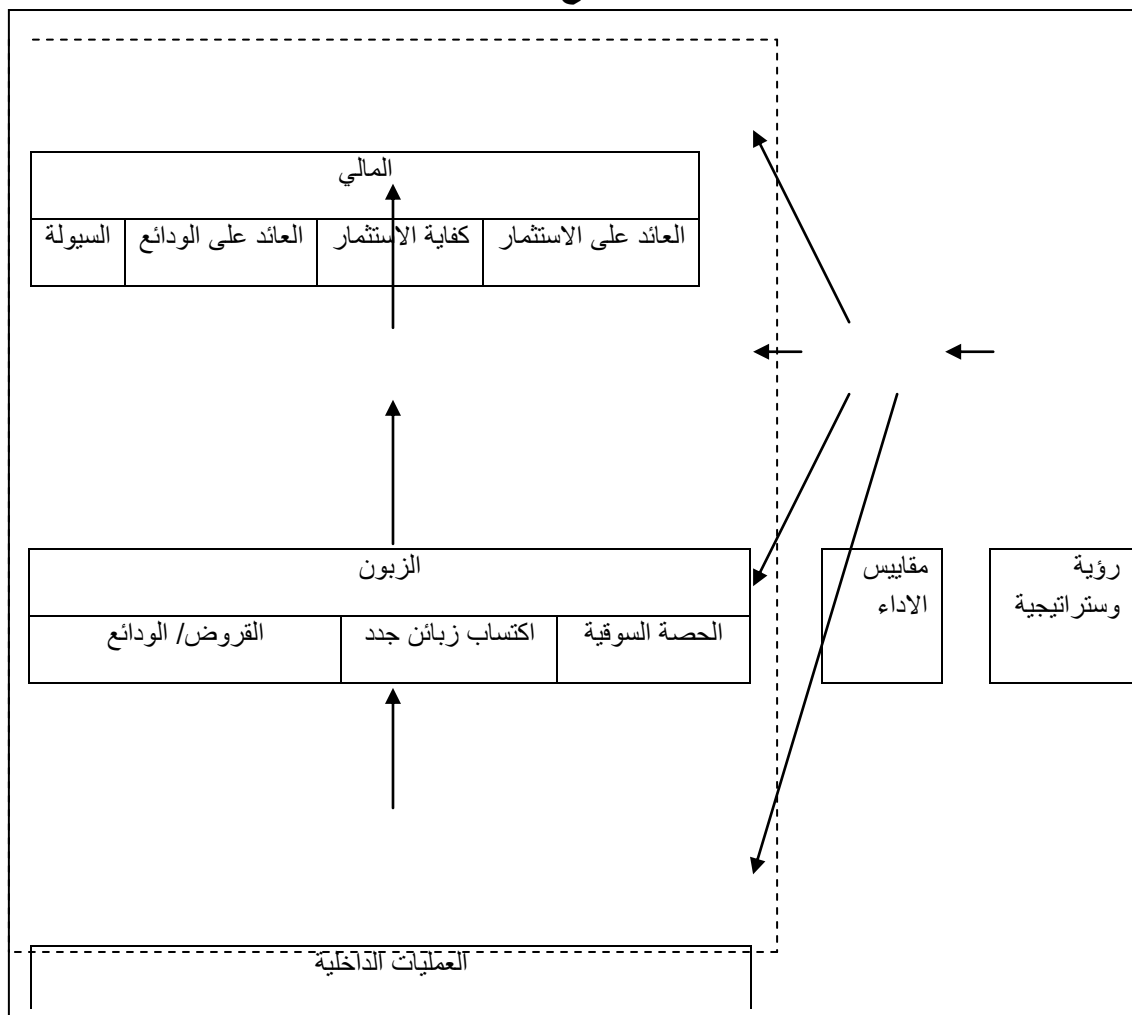 المالي
العائد على الاستثمار
كفاية الاستثمار
العائد على الودائع
السيولة
الزبون
الحصة السوقية
اكتساب زبائن جدد
القروض/ الودائع
مقاييس
الاداء
رؤية
وستراتيجية
العمليات الداخلية